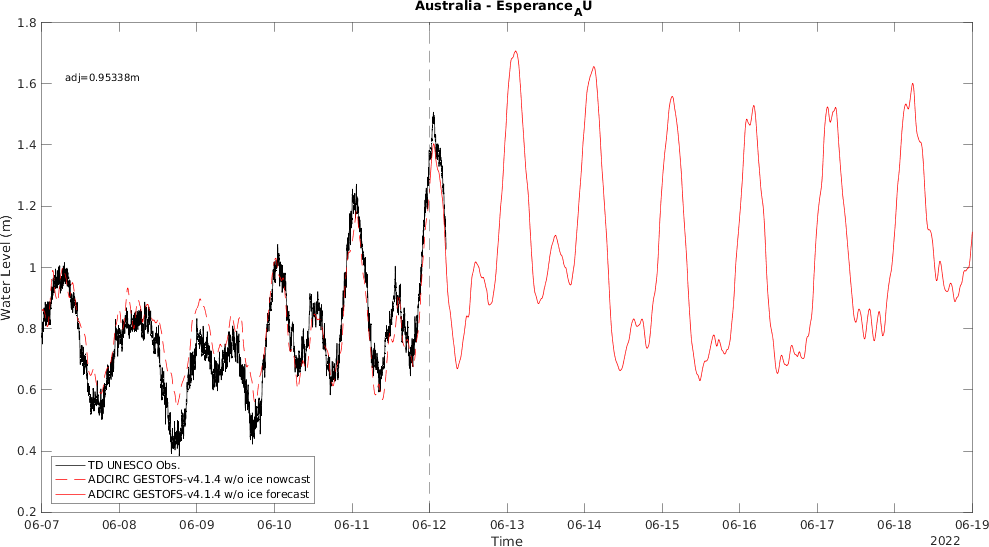 Australia - Esperance_AU
adj=0.95338m
Water Level (m)
1.8
1.6
1.4
1.2
1
0.8
0.6
0.4
0.2
TD UNESCO Obs.
ADCIRC GESTOFS-v4.1.4 w/o ice nowcast
ADCIRC GESTOFS-v4.1.4 w/o ice forecast
06-07 06-08 06-09 06-10 06-11 06-12 06-13 06-14 06-15 06-16 06-17 06-18 06-19
Time
2022